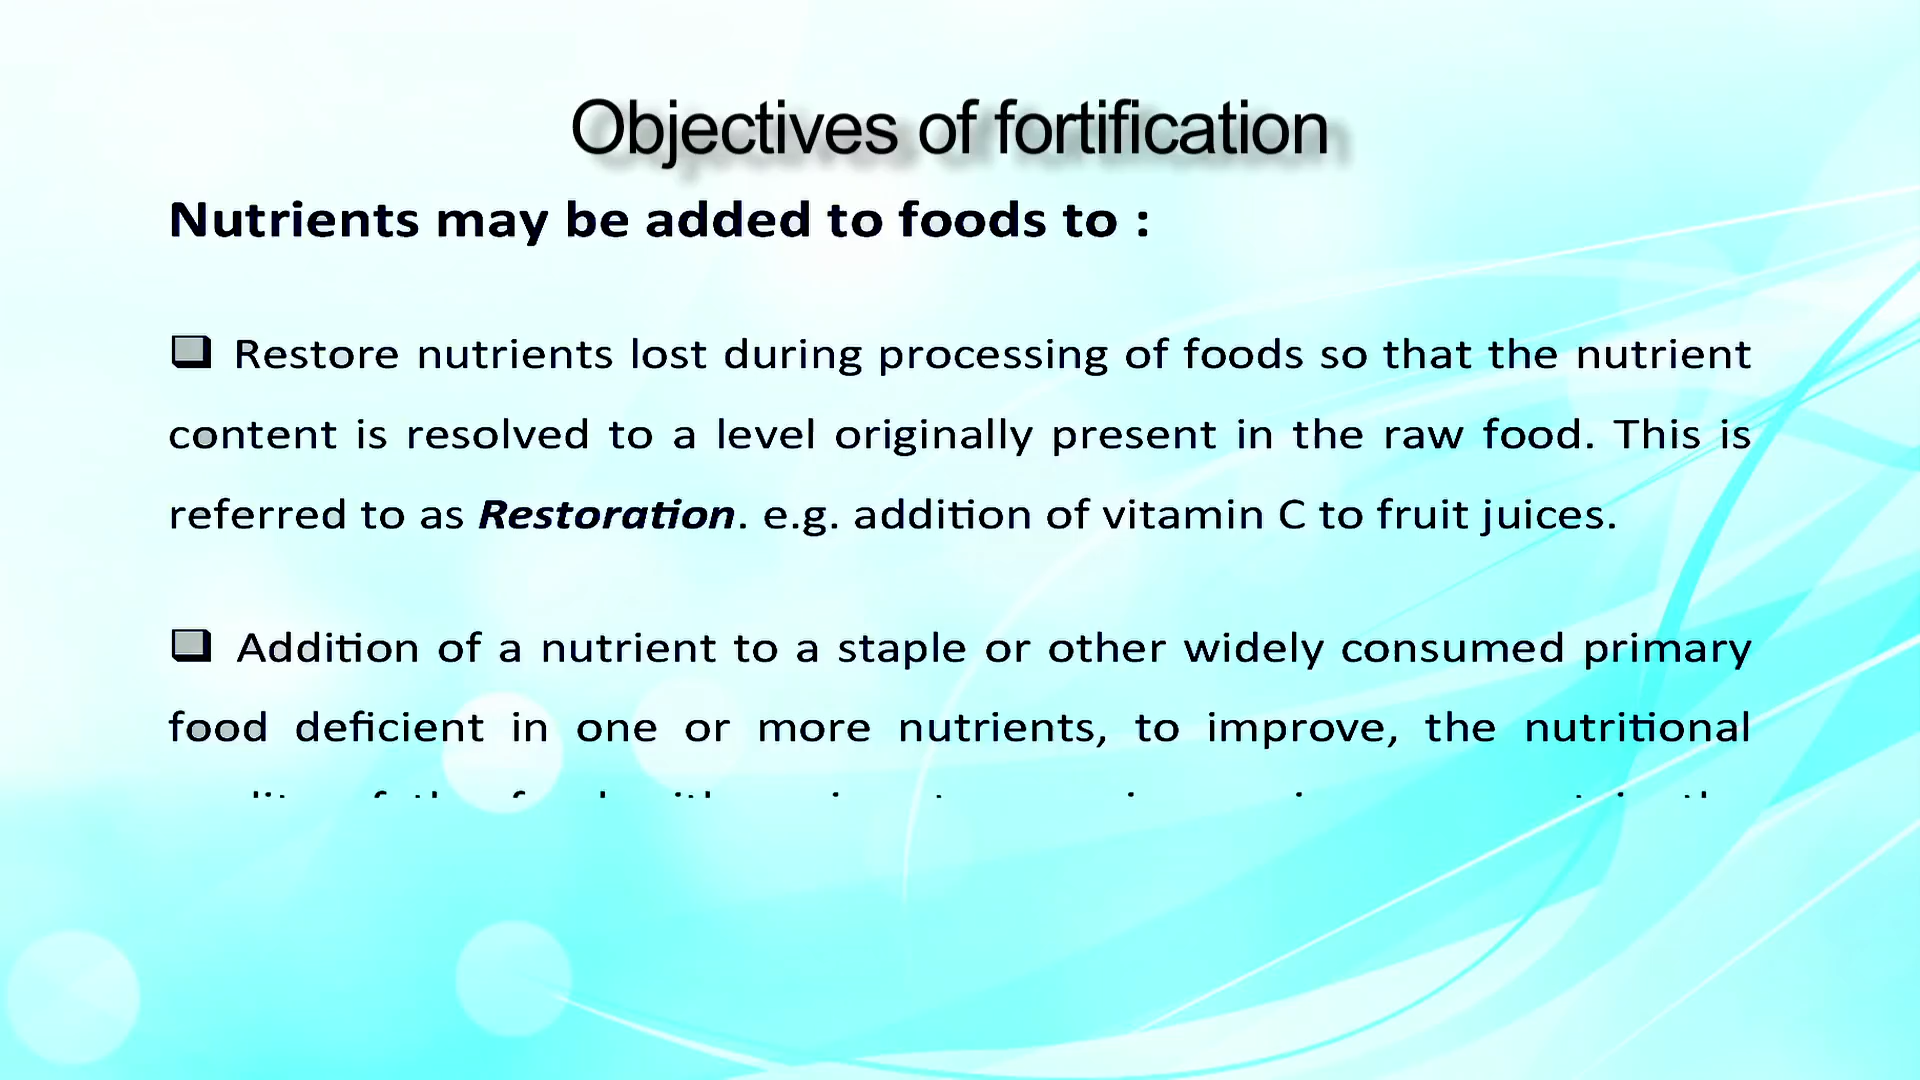 Objectives of fortification
Nutrients may be added to foods to :
❑ Restore nutrients lost during processing of foods so that the nutrient
content is resolved to a level originally present in the raw food. This is
referred to as Restoration. e.g. addition of vitamin C to fruit juices.
❑ Addition of a nutrient to a staple or other widely consumed primary
food deficient in one or more nutrients, to improve, the nutritional